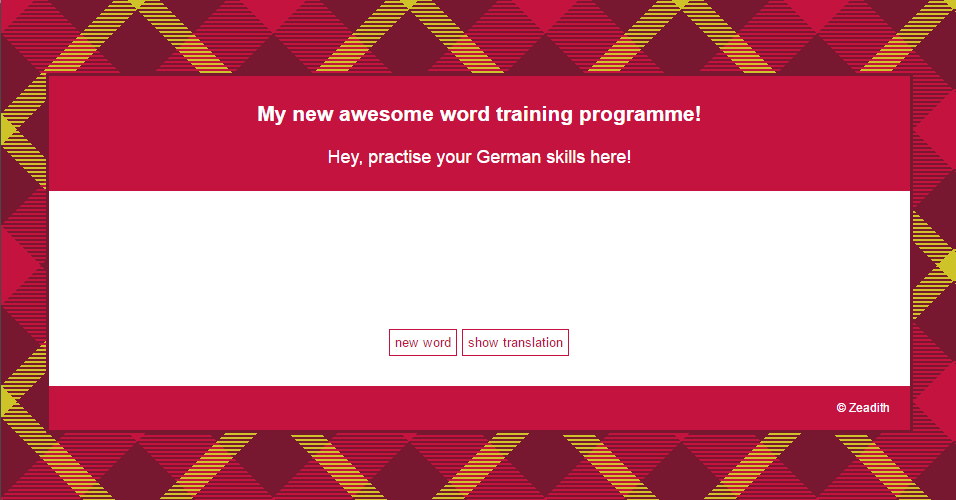 My new awesome word training programme!
Hey, practise your German skills here!
new word show translation
© Zeadith